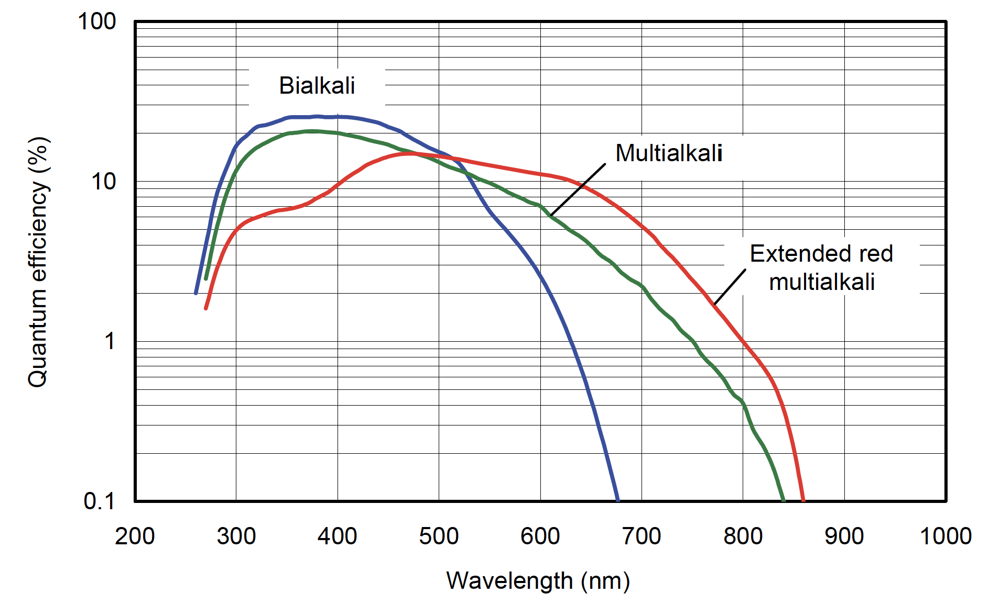 100
10
1
0.1
Quantum efficiency (%)
Bialkali
Multialkali
Extended red
multialkali
200 300 400 500 600 700 800 900 1000
Wavelength (nm)